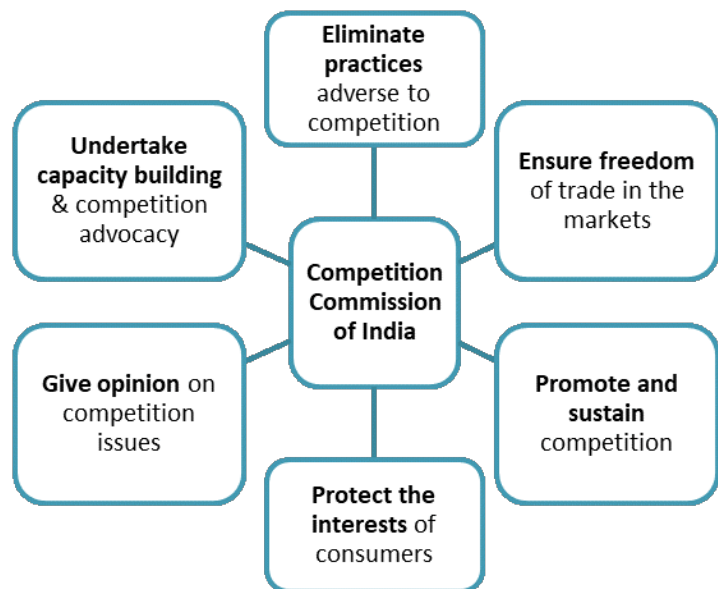 Eliminate
practices
adverse to
competition
Undertake
capacity building
& competition
advocacy
Ensure freedom
of trade in the
markets
Competition
Commission
of India
Give opinion on
competition
issues
Promote and
sustain
competition
Protect the
interests of
consumers